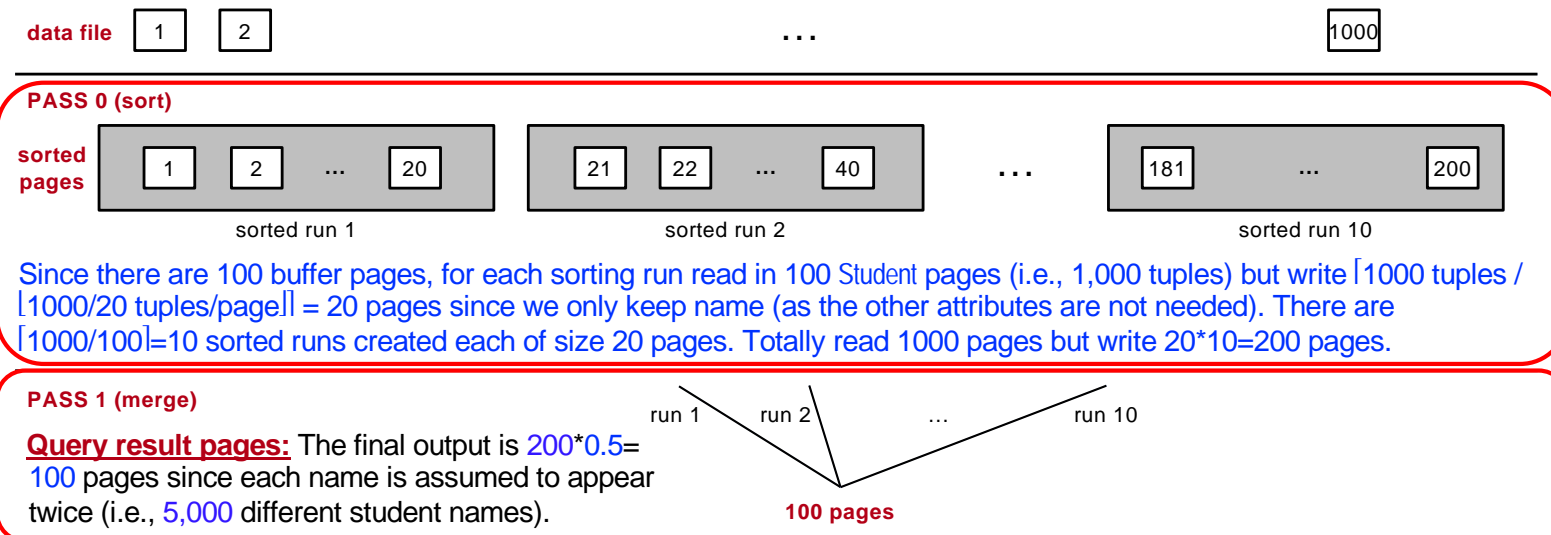 data file 1 2 ... 1000
PASS 0 (sort)
sorted pages
1 2 ... 20 21 22 ... 40 ... 181 ... 200
sorted run 1 sorted run 2 sorted run 10
Since there are 100 buffer pages, for each sorting run read in 100 Student pages (i.e., 1,000 tuples) but write ⌈1000 tuples /
⌊1000/20 tuples/page⌋⌉ = 20 pages since we only keep name (as the other attributes are not needed). There are
⌈1000/100⌉=10 sorted runs created each of size 20 pages. Totally read 1000 pages but write 20*10=200 pages.
PASS 1 (merge)
run 1 run 2 ... run 10
Query result pages: The final output is 200*0.5=
100 pages since each name is assumed to appear
twice (i.e., 5,000 different student names).
100 pages